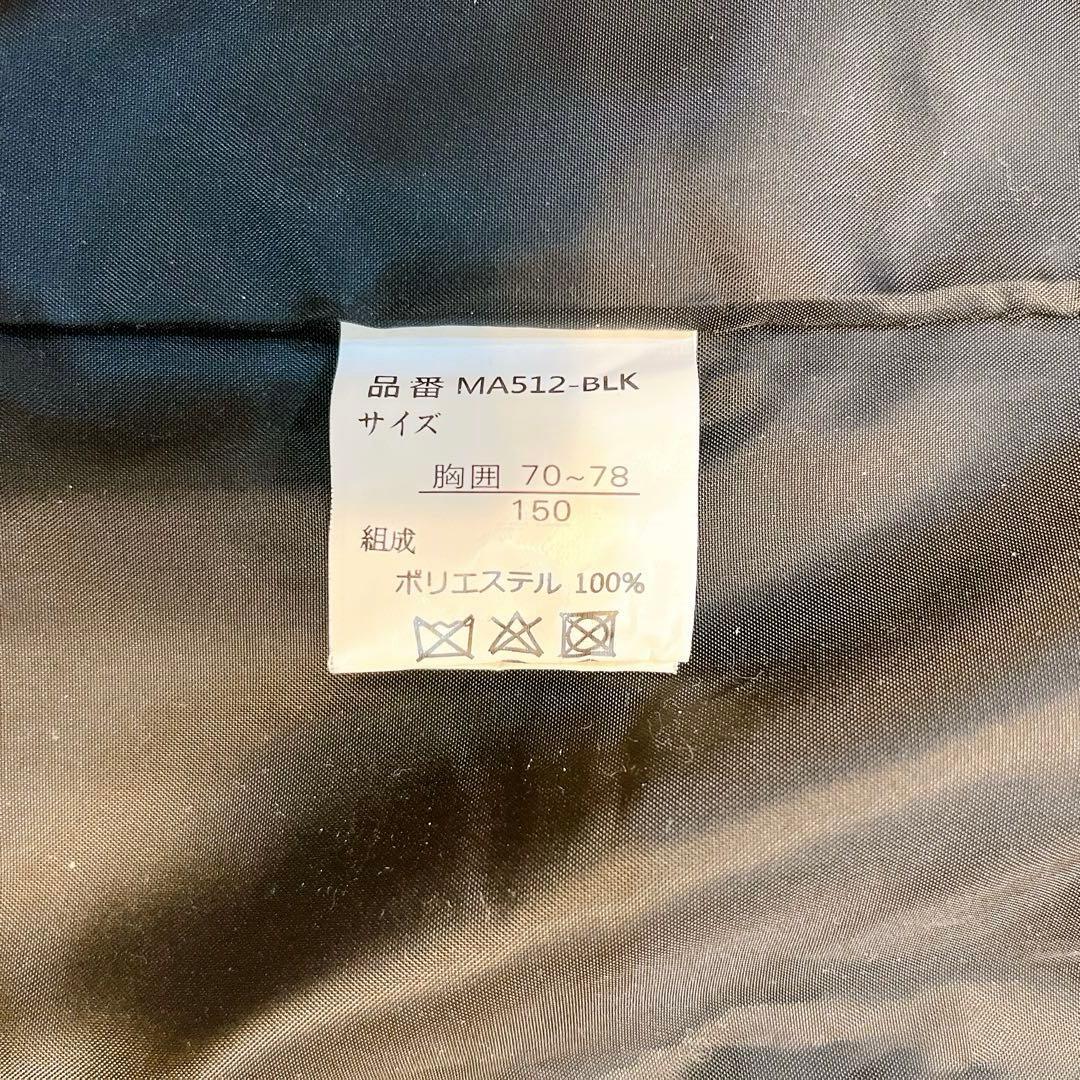 品番 MA512-BLK
サイズ
胸囲 70~78
150
組成
ポリエステル 100%